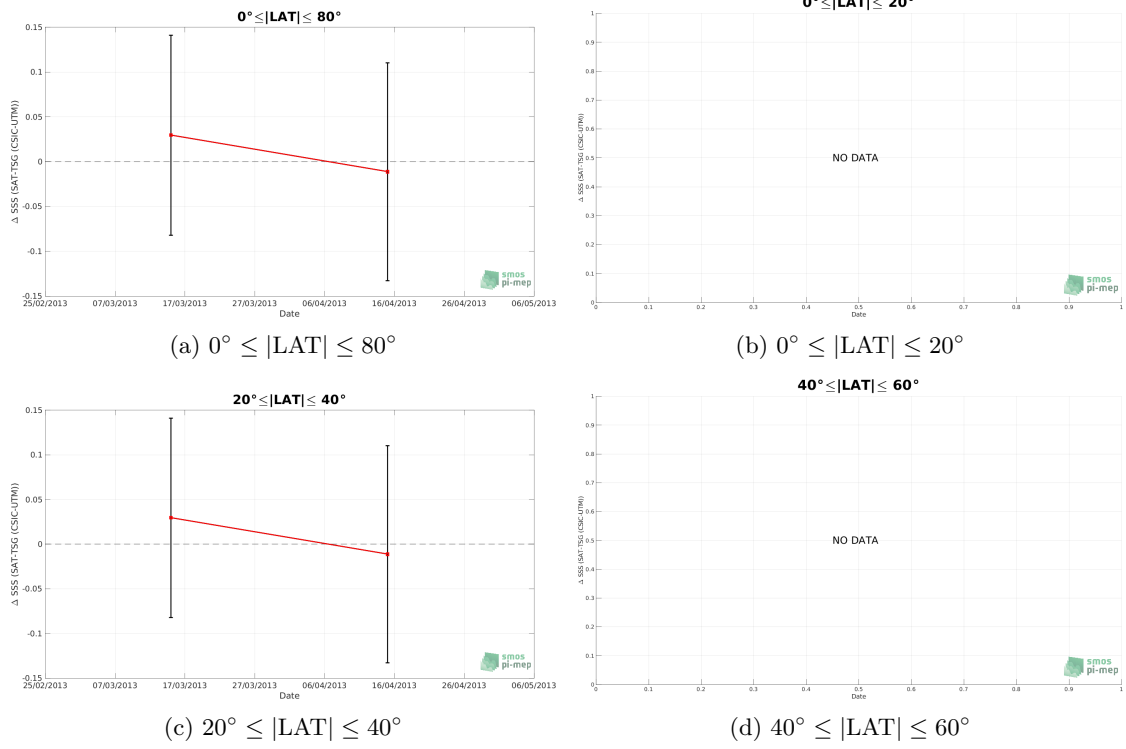 0°≤|LAT|≤ 80°
0.15
0.1
0.05
0
-0.05
-0.1
-0.15
Δ SSS (SAT-TSG (CSIC-UTM))
25/02/2013 07/03/2013 17/03/2013 27/03/2013 06/04/2013 16/04/2013 26/04/2013 06/05/2013
Date
smos
pi-mep
(a) 0° ≤ |LAT| ≤ 80°
0°≤|LAT|≤ 20°
1
0.9
0.8
0.7
0.6
0.5
0.4
0.3
0.2
0.1
0
Δ SSS (SAT-TSG (CSIC-UTM))
NO DATA
0 0.1 0.2 0.3 0.4 0.5 0.6 0.7 0.8 0.9 1
Date
smos
pi-mep
(b) 0° ≤ |LAT| ≤ 20°
20°≤|LAT|≤ 40°
0.15
0.1
0.05
0
-0.05
-0.1
-0.15
Δ SSS (SAT-TSG (CSIC-UTM))
25/02/2013 07/03/2013 17/03/2013 27/03/2013 06/04/2013 16/04/2013 26/04/2013 06/05/2013
Date
smos
pi-mep
(c) 20° ≤ |LAT| ≤ 40°
40°≤|LAT|≤ 60°
1
0.9
0.8
0.7
0.6
0.5
0.4
0.3
0.2
0.1
0
Δ SSS (SAT-TSG (CSIC-UTM))
NO DATA
0 0.1 0.2 0.3 0.4 0.5 0.6 0.7 0.8 0.9 1
Date
smos
pi-mep
(d) 40° ≤ |LAT| ≤ 60°